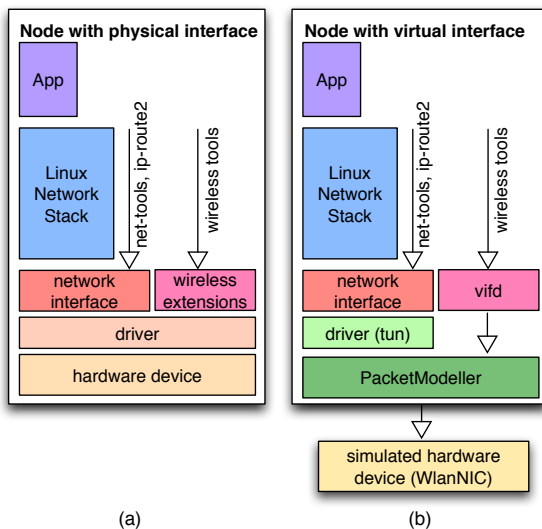 Node with physical interface
App
Linux
Network
Stack
net-tools, ip-route2
wireless tools
network
interface
wireless
extensions
driver
hardware device
(a)
Node with virtual interface
App
Linux
Network
Stack
net-tools, ip-route2
wireless tools
network
interface
vifd
driver (tun)
PacketModeller
simulated hardware
device (WlanNIC)
(b)